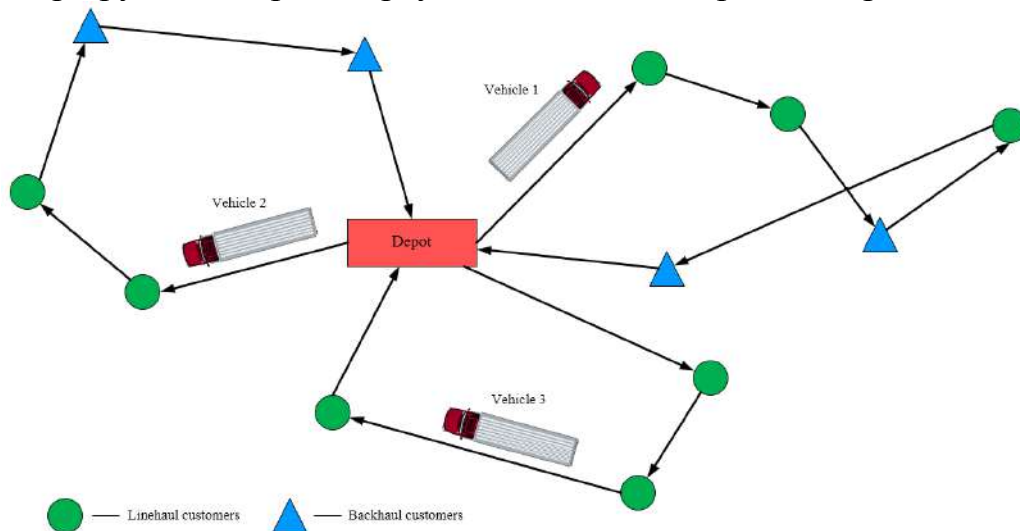 Vehicle 1
Vehicle 2
Depot
Vehicle 3
Linehaul customers
Backhaul customers